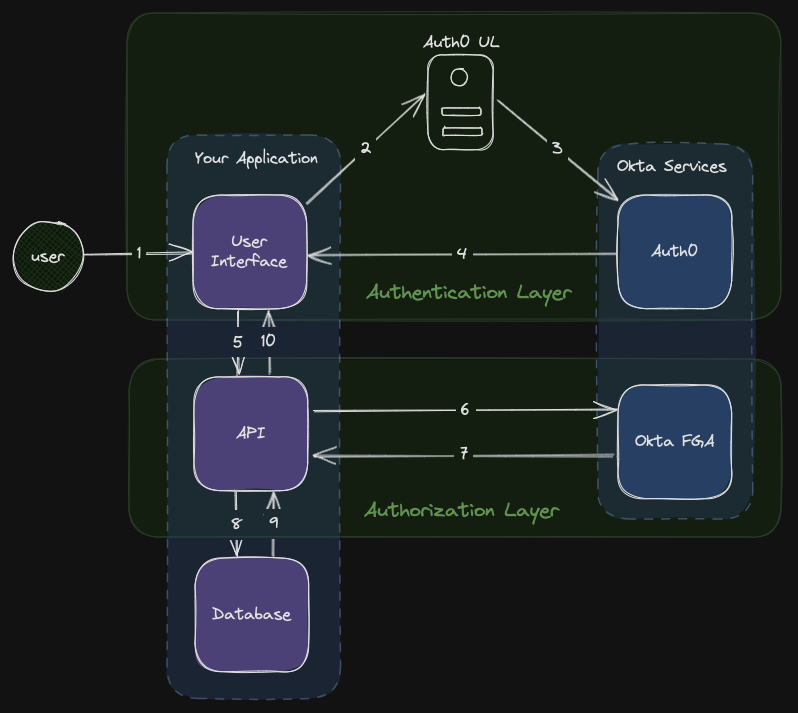 Auth0 UL
Your Application
Okta Services
2
3
user
1
User
Interface
4
Auth0
Authentication Layer
5
10
API
6
7
Okta FGA
Authorization Layer
8
9
Database